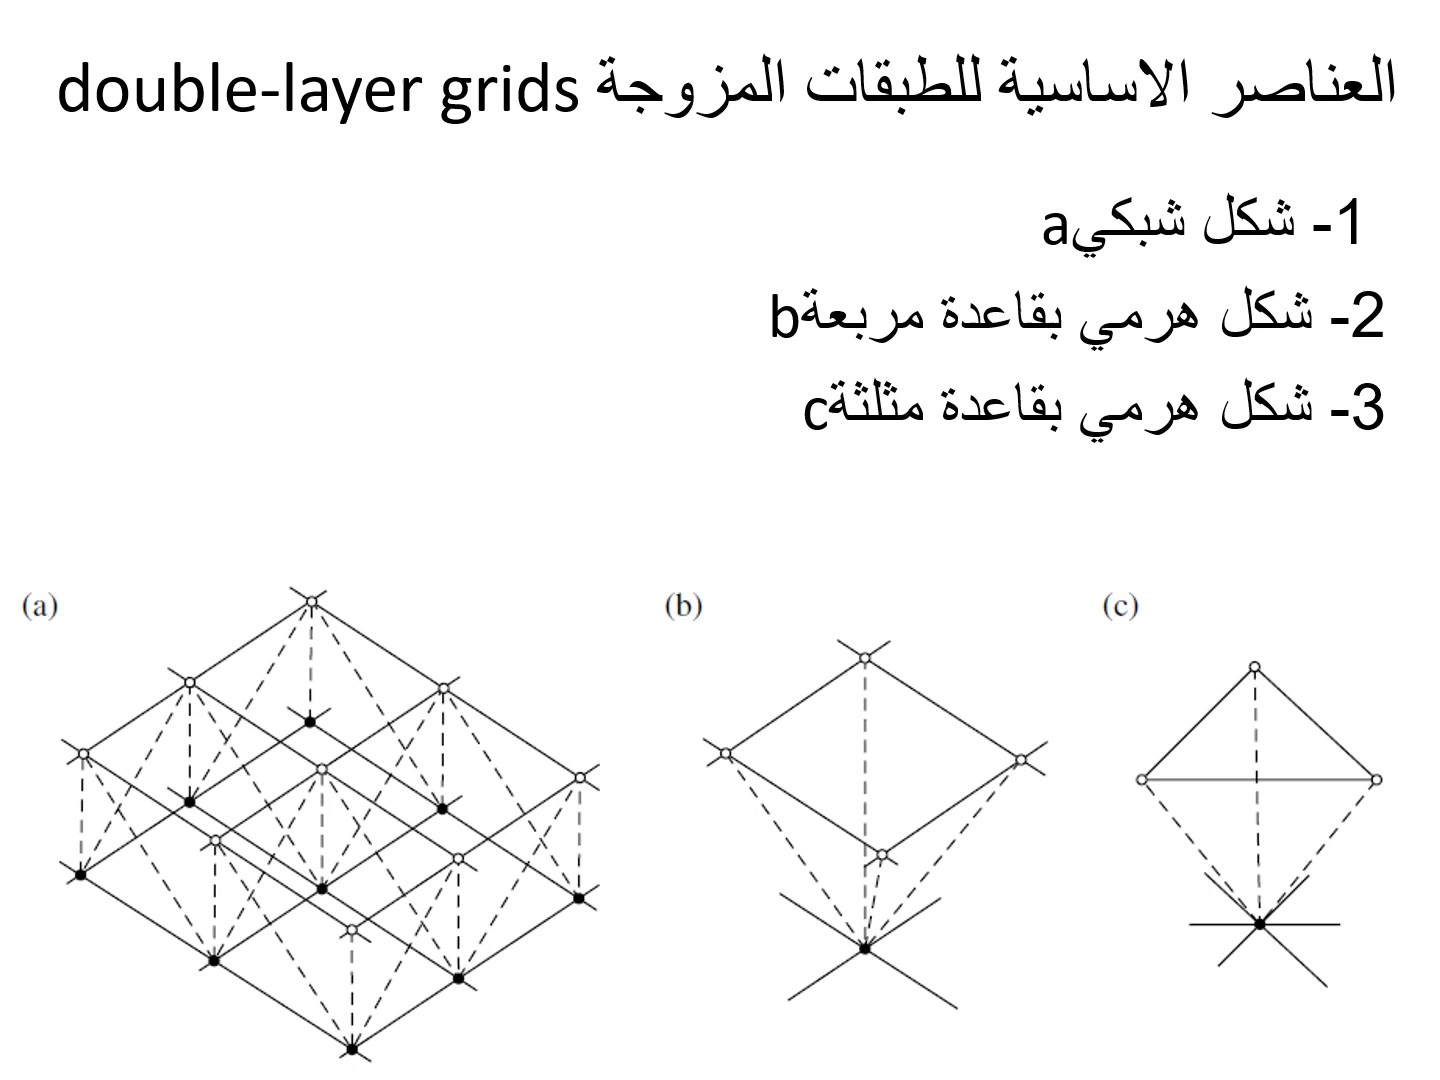 العناصر الاساسية للطبقات المزوجة double-layer grids
1- شكل شبكيa
2- شكل هرمي بقاعدة مربعةb
3- شكل هرمي بقاعدة مثلثةc
(a) (b) (c)